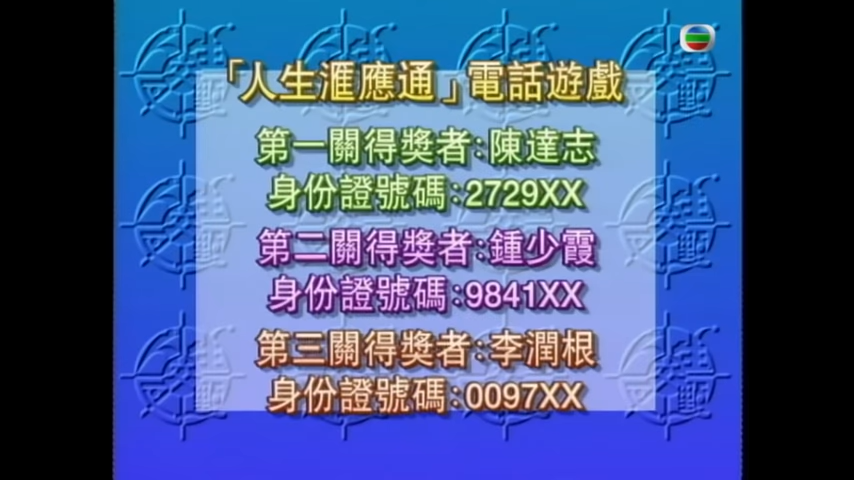 「人生滙應通」電話遊戲
第一關得獎者:陳達志
身份證號碼:2729XX
第二關得獎者:鍾少霞
身份證號碼:9841XX
第三關得獎者:李潤根
身份證號碼:0097XX